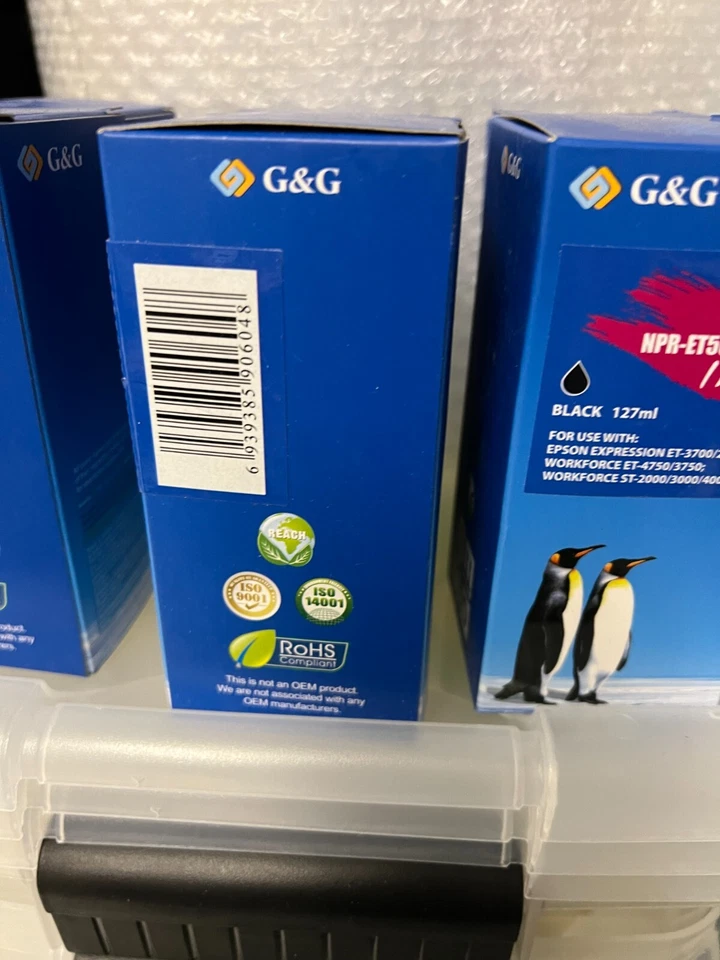 G&G
G&G
6 939385 906048
REACH
ISO
9001
ISO
14001
RoHS
Compliant
This is not an OEM product.
We are not associated with any
OEM manufacturers.
G&G
G&G
NPR-ET5
BLACK 127ml
FOR USE WITH:
EPSON EXPRESSION ET-3700/2
WORKFORCE ET-4750/3750;
WORKFORCE ST-2000/3000/400